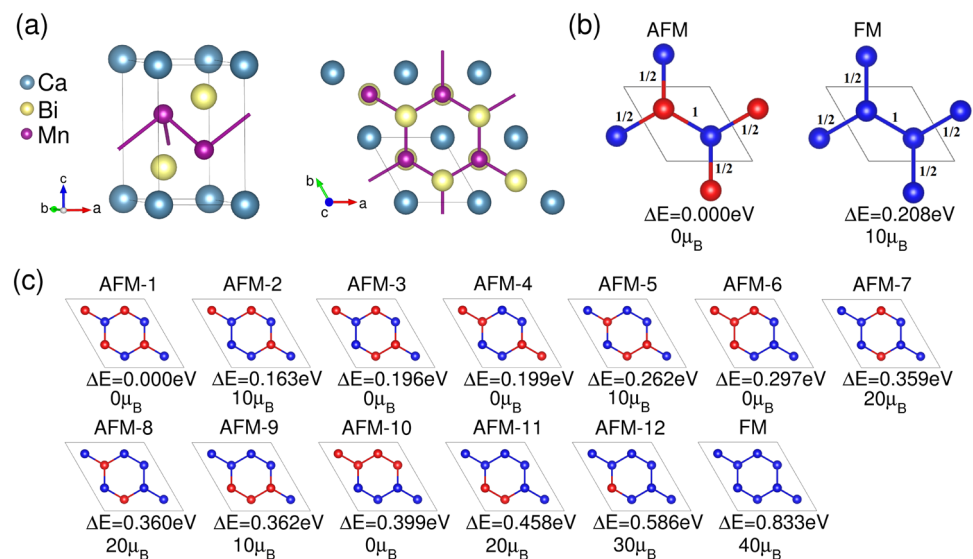 (a)
Ca
Bi
Mn
c
b
a
b
c
a
(b)
AFM
FM
1/2
1/2
1
1/2
1/2
1/2
1/2
1
1/2
1/2
ΔE=0.000eV
0μB
ΔE=0.208eV
10μB
(c)
AFM-1
AFM-2
AFM-3
AFM-4
AFM-5
AFM-6
AFM-7
ΔE=0.000eV
ΔE=0.163eV
ΔE=0.196eV
ΔE=0.199eV
ΔE=0.262eV
ΔE=0.297eV
ΔE=0.359eV
0μB
10μB
0μB
0μB
10μB
0μB
20μB
AFM-8
AFM-9
AFM-10
AFM-11
AFM-12
FM
ΔE=0.360eV
ΔE=0.362eV
ΔE=0.399eV
ΔE=0.458eV
ΔE=0.586eV
ΔE=0.833eV
20μB
10μB
0μB
20μB
30μB
40μB